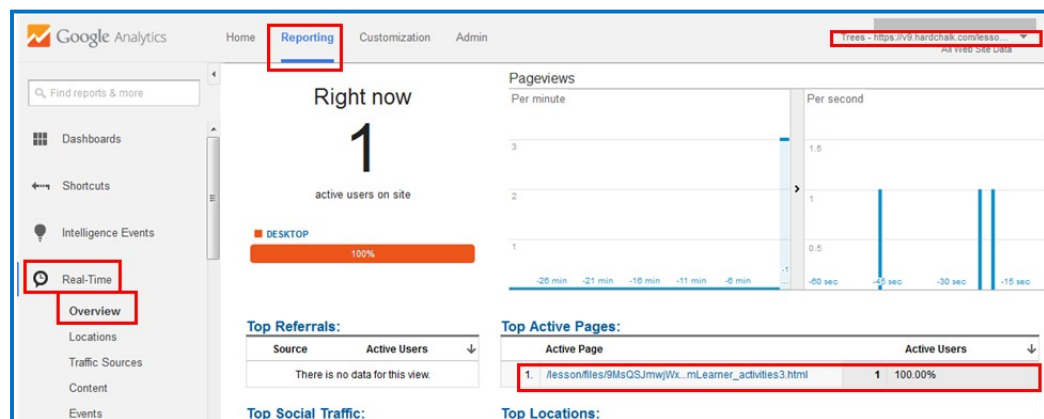 Google Analytics
Home Reporting Customization Admin
Trees - https://v9.hardchalk.com/lesso...
All Web Site Data
Find reports & more
Dashboards
Shortcuts
Intelligence Events
Real-Time
Overview
Locations
Traffic Sources
Content
Events
Right now
1
active users on site
DESKTOP
100%
Pageviews
Per minute
3
2
1
-26 min -21 min -16 min -11 min -6 min
-1
...
Per second
1.5
1
0.5
-60 sec -45 sec -30 sec -15 sec
Top Referrals:
Source Active Users
There is no data for this view.
Top Active Pages:
Active Page Active Users
1. /lesson/files/9MsQSJmwjWx...mLearner_activities3.html 1 100.00%
Top Social Traffic:
Top Locations: